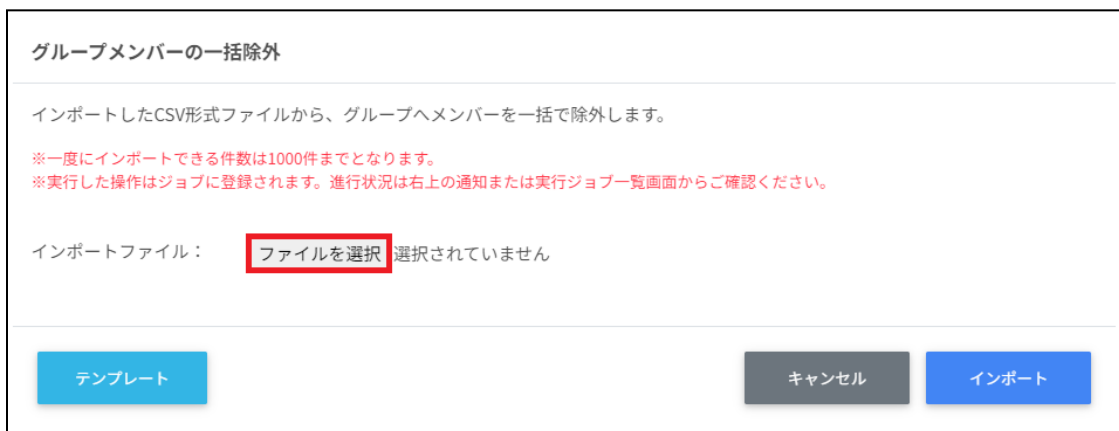 グループメンバーの一括除外
インポートしたCSV形式ファイルから、グループへメンバーを一括で除外します。
※一度にインポートできる件数は1000件までとなります。
※実行した操作はジョブに登録されます。進行状況は右上の通知または実行ジョブ一覧画面からご確認ください。
インポートファイル： ファイルを選択 選択されていません
テンプレート キャンセル インポート